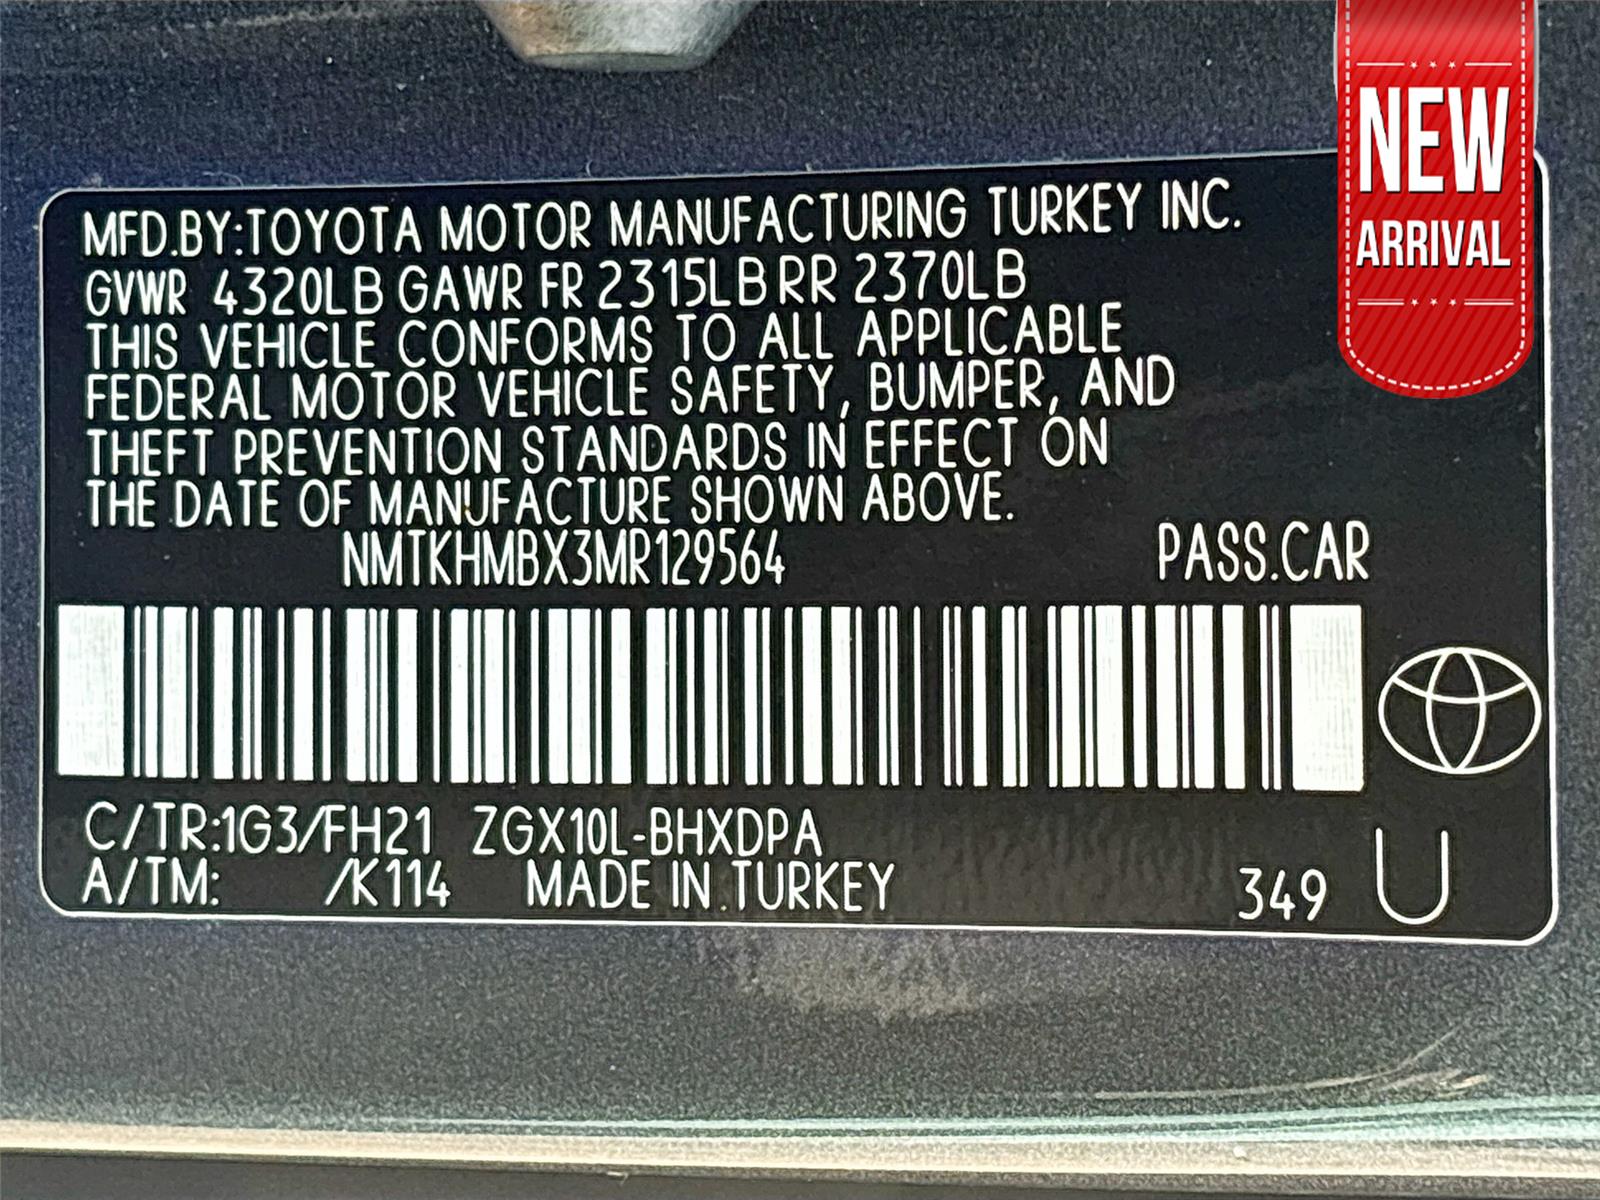 NEW
ARRIVAL
MFD.BY:TOYOTA MOTOR MANUFACTURING TURKEY INC.
GVWR 4320LB GAWR FR 2315LB RR 2370LB
THIS VEHICLE CONFORMS TO ALL APPLICABLE
FEDERAL MOTOR VEHICLE SAFETY, BUMPER, AND
THEFT PREVENTION STANDARDS IN EFFECT ON
THE DATE OF MANUFACTURE SHOWN ABOVE.
NMTKHMBX3MR129564 PASS.CAR
C/TR:1G3/FH21 ZGX10L-BHXDPA
A/TM: /K114 MADE IN TURKEY 349 U